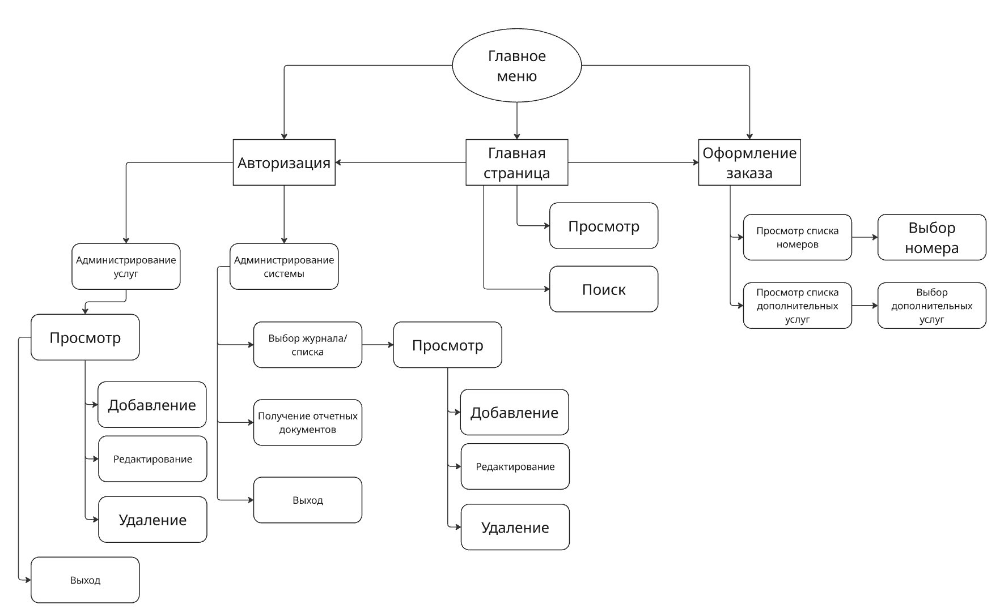 Главное
меню
Авторизация
Главная
страница
Оформление
заказа
Просмотр
Поиск
Просмотр списка
номеров
Выбор
номера
Просмотр списка
дополнительных
услуг
Выбор
дополнительных
услуг
Администрирование
услуг
Администрирование
системы
Просмотр
Выбор журнала/
списка
Просмотр
Добавление
Получение отчетных
документов
Добавление
Редактирование
Редактирование
Выход
Удаление
Удаление
Выход